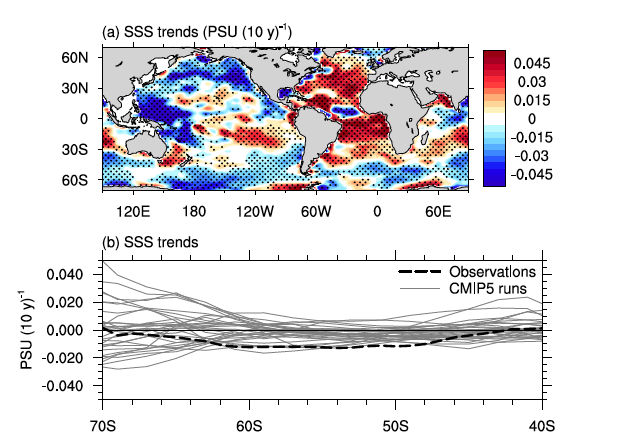 (a) SSS trends (PSU (10 y)⁻¹)
60N
30N
0
30S
60S
120E 180 120W 60W 0 60E
0.045
0.03
0.015
0
-0.015
-0.03
-0.045
(b) SSS trends
PSU (10 y)⁻¹
0.040
0.020
0.000
-0.020
-0.040
Observations
CMIP5 runs
70S 60S 50S 40S